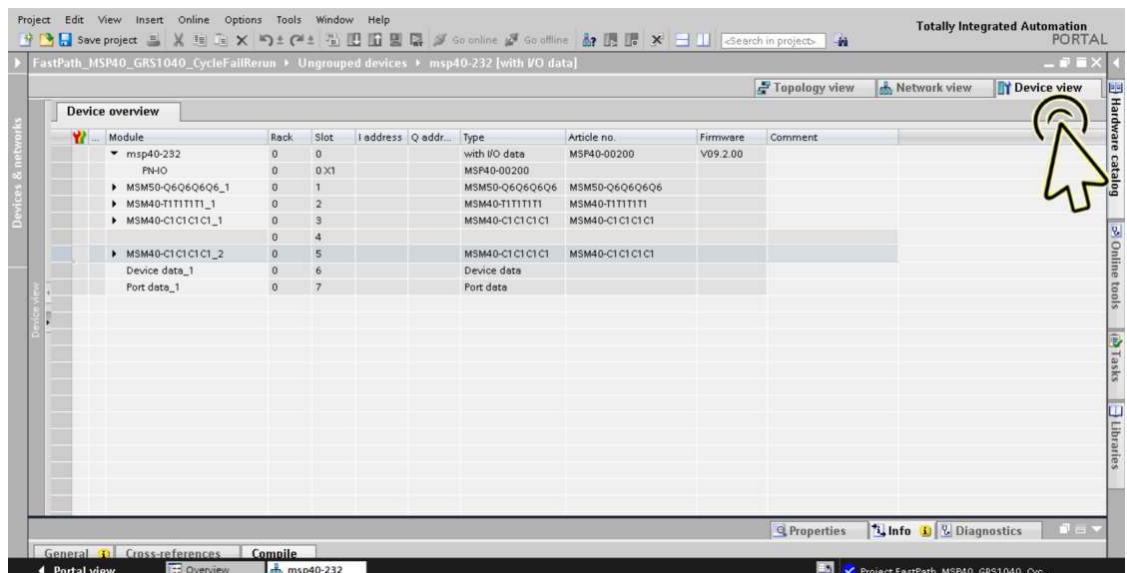 Project Edit View Insert Online Options Tools Window Help
Totally Integrated Automation
PORTAL
Save project Go online Go offline <Search in project>
FastPath_MSP40_GRS1040_CycleFailRerun Ungrouped devices msp40-232 [with I/O data]
Topology view Network view Device view
Device overview
... Module Rack Slot I address Q addr... Type Article no. Firmware Comment
msp40-232 0 0 with I/O data MSP40-00200 V09.2.00
PN-IO 0 0 X1 MSP40-00200
MSM50-Q6Q6Q6Q6_1 0 1 MSM50-Q6Q6Q6Q6 MSM50-Q6Q6Q6Q6
MSM40-T1T1T1T1_1 0 2 MSM40-T1T1T1T1 MSM40-T1T1T1T1
MSM40-C1C1C1C1_1 0 3 MSM40-C1C1C1C1 MSM40-C1C1C1C1
0 4
MSM40-C1C1C1C1_2 0 5 MSM40-C1C1C1C1 MSM40-C1C1C1C1
Device data_1 0 6 Device data
Port data_1 0 7 Port data
Devices & networks
Device view
Hardware catalog
Online tools
Tasks
Libraries
Properties Info Diagnostics
General Cross-references Compile
Portal view Overview msp40-232 Project FastPath_MSP40_GRS1040_Cyc...